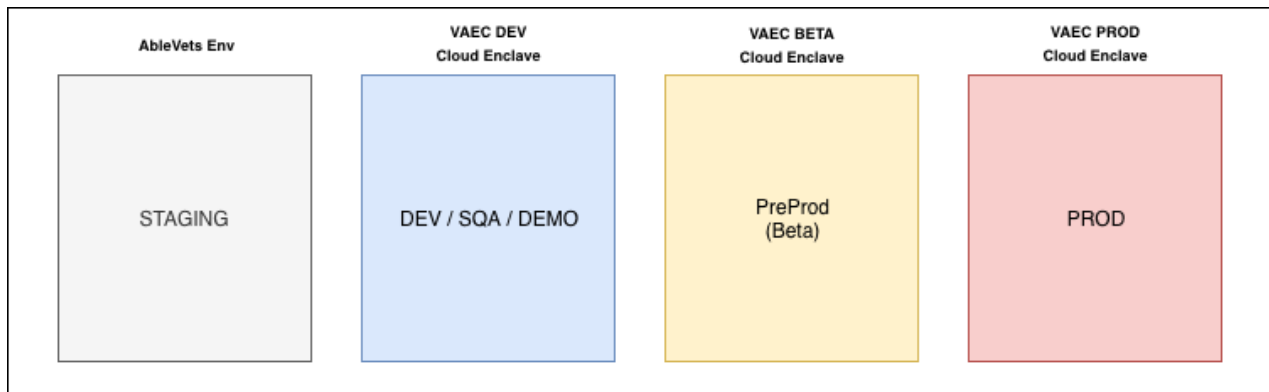 AbleVets Env
VAEC DEV
Cloud Enclave
VAEC BETA
Cloud Enclave
VAEC PROD
Cloud Enclave
STAGING
DEV / SQA / DEMO
PreProd
(Beta)
PROD